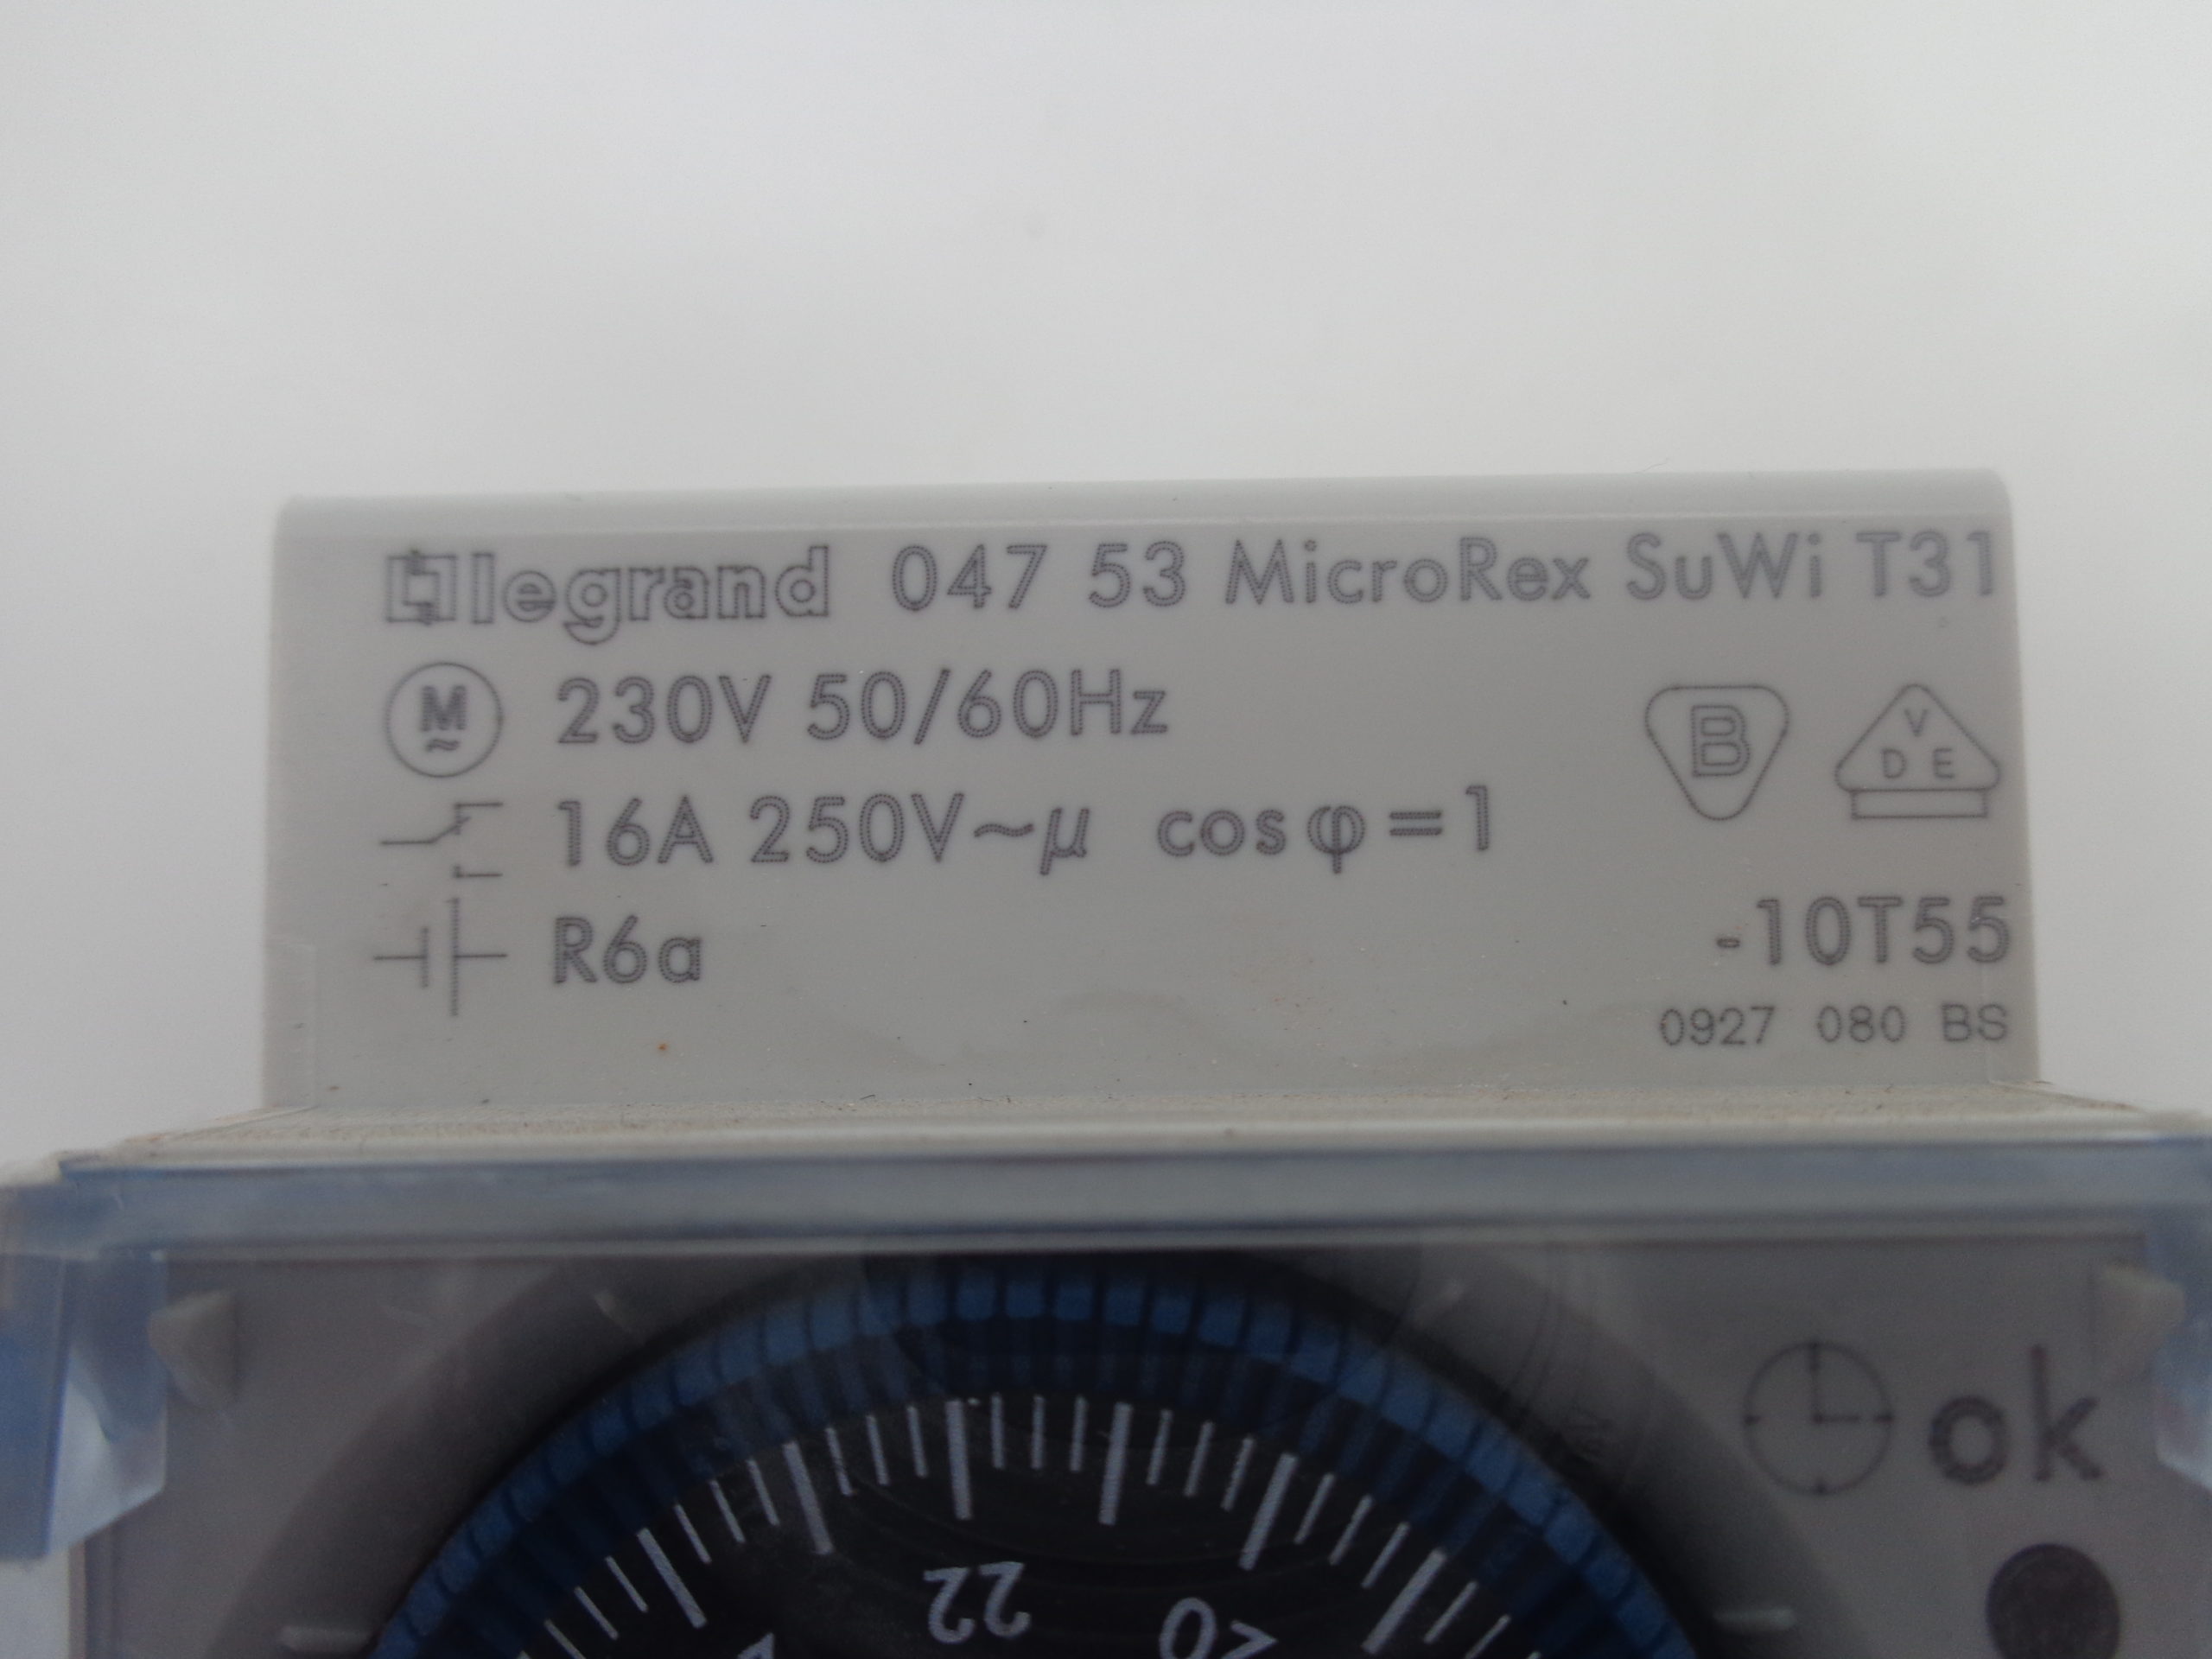 legrand 047 53 MicroRex SuWi T31
M ~ 230V 50/60Hz
B VDE
16A 250V~µ cos φ = 1
R6a -10T55
0927 080 BS
ok
22 20